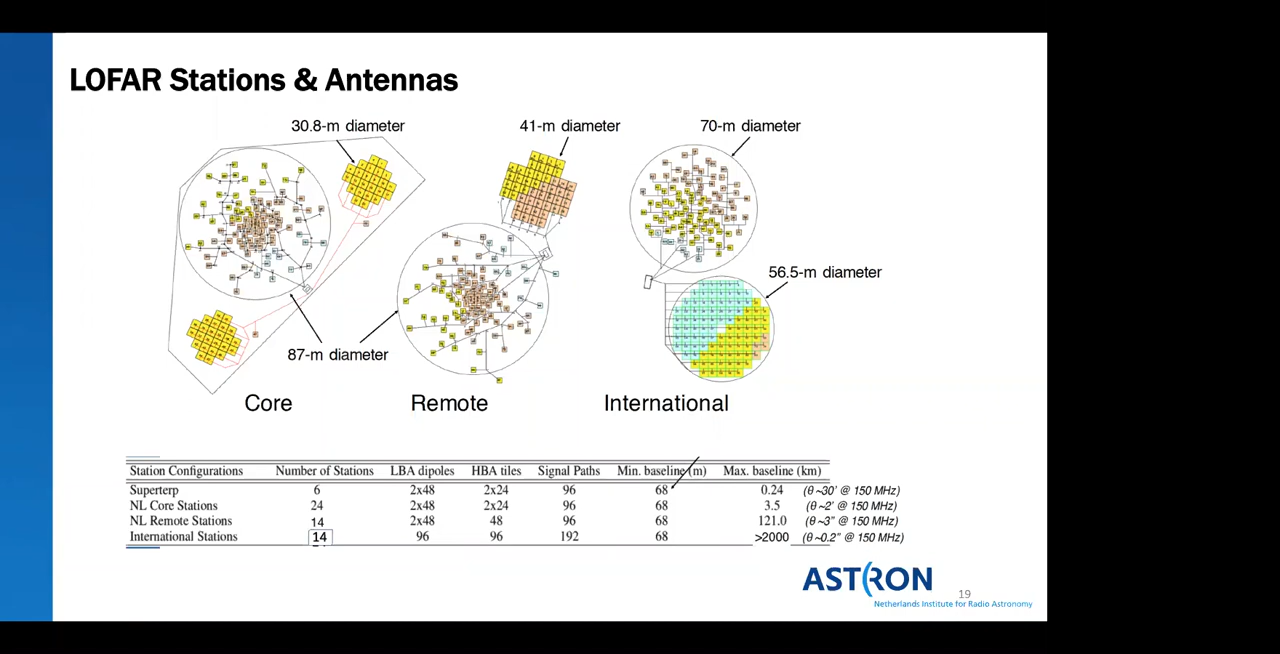 LOFAR Stations & Antennas
30.8-m diameter
41-m diameter
70-m diameter
56.5-m diameter
87-m diameter
Core
Remote
International
Station Configurations Number of Stations LBA dipoles HBA tiles Signal Paths Min. baseline (m) Max. baseline (km)
Superterp 6 2x48 2x24 96 68 0.24 (θ ~30' @ 150 MHz)
NL Core Stations 24 2x48 2x24 96 68 3.5 (θ ~2' @ 150 MHz)
NL Remote Stations 14 2x48 48 96 68 121.0 (θ ~3" @ 150 MHz)
International Stations 14 96 96 192 68 >2000 (θ ~0.2" @ 150 MHz)
ASTRON
19
Netherlands Institute for Radio Astronomy